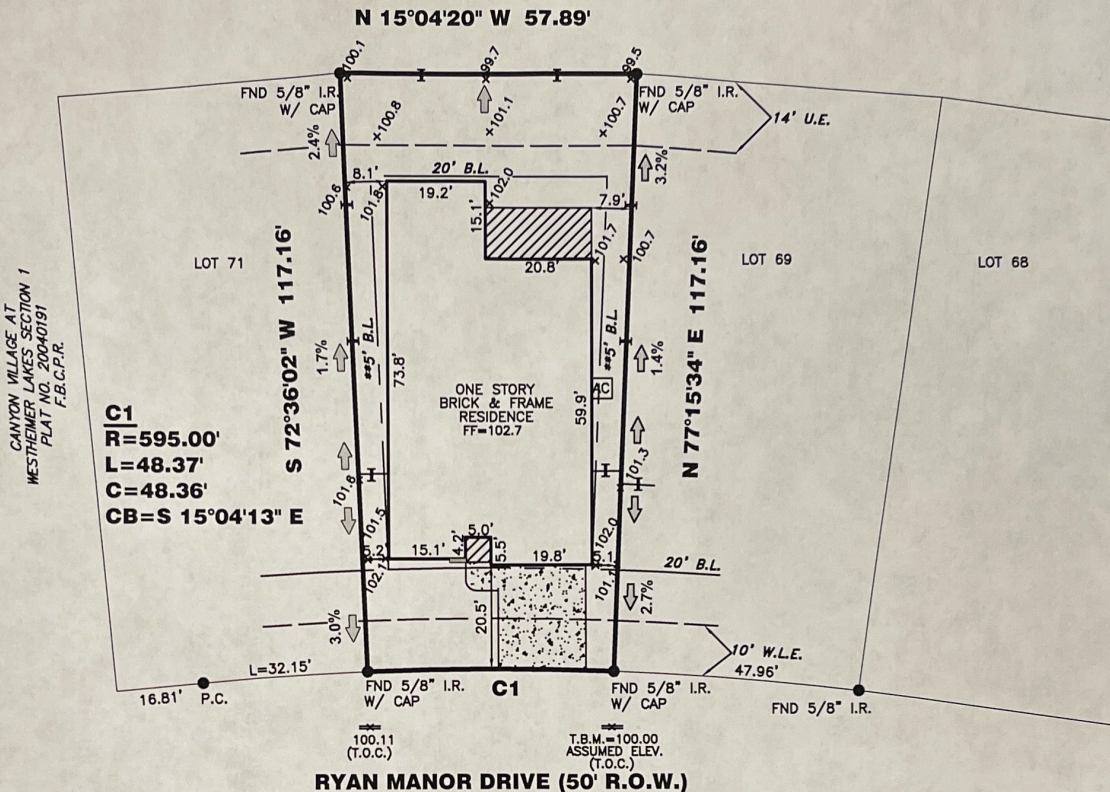 N 15°04'20" W 57.89'
100.1
99.7
99.5
FND 5/8" I.R.
W/ CAP
FND 5/8" I.R.
W/ CAP
×100.8
×101.1
×100.7
14' U.E.
2.4%
3.2%
20' B.L.
8.1'
19.2'
102.0
7.9'
100.6
101.8
15.1'
101.7
100.7
20.8'
LOT 71
S 72°36'02" W 117.16'
LOT 69
LOT 68
N 77°15'34" E 117.16'
CANYON VILLAGE AT
WESTHEIMER LAKES SECTION 1
PLAT NO. 20040191
F.B.C.P.R.
1.7%
**5' B.L.
73.8'
**5' B.L.
1.4%
ONE STORY
BRICK & FRAME
RESIDENCE
FF=102.7
59.9'
AC
C1
R=595.00'
L=48.37'
C=48.36'
CB=S 15°04'13" E
101.8
101.3
101.5
102.0
5.0'
5.2'
15.1'
4.2'
5.5'
19.8'
102.1
20' B.L.
2.7%
3.0%
20.5'
10' W.L.E.
L=32.15'
47.96'
16.81'
P.C.
FND 5/8" I.R.
W/ CAP
C1
FND 5/8" I.R.
W/ CAP
FND 5/8" I.R.
100.11
(T.O.C.)
T.B.M.=100.00
ASSUMED ELEV.
(T.O.C.)
RYAN MANOR DRIVE (50' R.O.W.)